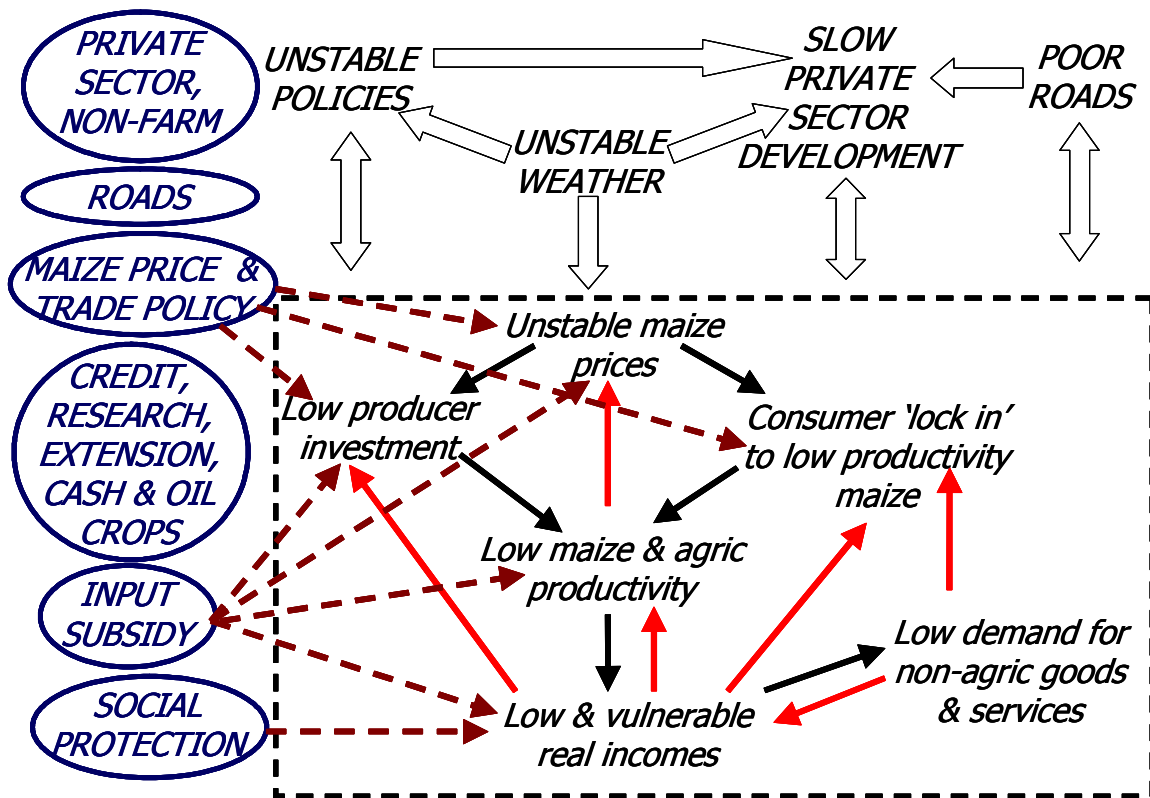 PRIVATE
SECTOR,
NON-FARM
ROADS
MAIZE PRICE &
TRADE POLICY
CREDIT,
RESEARCH,
EXTENSION,
CASH & OIL
CROPS
INPUT
SUBSIDY
SOCIAL
PROTECTION
UNSTABLE
POLICIES
UNSTABLE
WEATHER
SLOW
PRIVATE
SECTOR
DEVELOPMENT
POOR
ROADS
Unstable maize
prices
Low producer
investment
Consumer ‘lock in’
to low productivity
maize
Low maize & agric
productivity
Low demand for
non-agric goods
& services
Low & vulnerable
real incomes